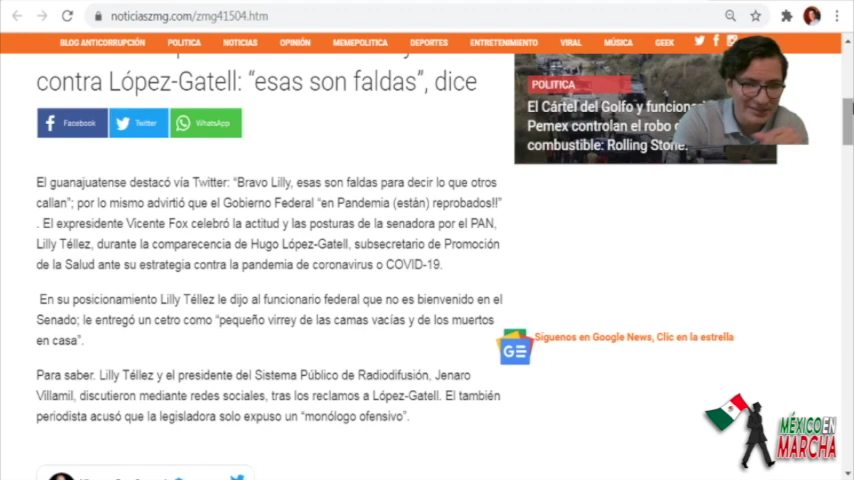 noticiaszmg.com/zmg41504.htm
BLOG ANTICORRUPCIÓN POLITICA NOTICIAS OPINIÓN MEMEPOLITICA DEPORTES ENTRETENIMIENTO VIRAL MÚSICA GEEK
contra López-Gatell: “esas son faldas”, dice
Facebook Twitter WhatsApp
POLITICA
El Cártel del Golfo y
Pemex controlan el robo
combustible: Rolling Stone.
El guanajuatense destacó vía Twitter: “Bravo Lilly, esas son faldas para decir lo que otros
callan”; por lo mismo advirtió que el Gobierno Federal “en Pandemia (están) reprobados!!”
. El expresidente Vicente Fox celebró la actitud y las posturas de la senadora por el PAN,
Lilly Téllez, durante la comparecencia de Hugo López-Gatell, subsecretario de Promoción
de la Salud ante su estrategia contra la pandemia de coronavirus o COVID-19.
En su posicionamiento Lilly Téllez le dijo al funcionario federal que no es bienvenido en el
Senado; le entregó un cetro como “pequeño virrey de las camas vacías y de los muertos
en casa”.
GE
Síguenos en Google News, Clic en la estrella
Para saber. Lilly Téllez y el presidente del Sistema Público de Radiodifusión, Jenaro
Villamil, discutieron mediante redes sociales, tras los reclamos a López-Gatell. El también
periodista acusó que la legisladora solo expuso un “monólogo ofensivo”.
MÉXICO EN
MARCHA